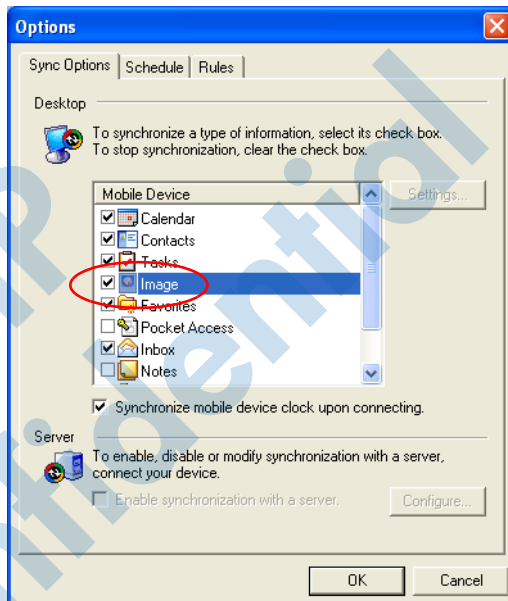 Options
Sync Options Schedule Rules
Desktop
To synchronize a type of information, select its check box.
To stop synchronization, clear the check box.
Mobile Device
Settings...
Calendar
Contacts
Tasks
Image
Favorites
Pocket Access
Inbox
Notes
Synchronize mobile device clock upon connecting.
Server
To enable, disable or modify synchronization with a server,
connect your device.
Enable synchronization with a server.
Configure...
OK Cancel
HP
Confidential